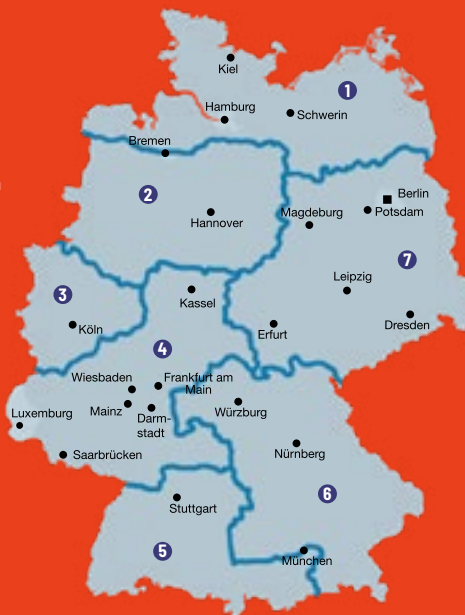 Kiel
1
Hamburg
Schwerin
Bremen
2
Berlin
Hannover
Magdeburg
Potsdam
7
3
Leipzig
Kassel
Köln
Erfurt
Dresden
4
Wiesbaden
Frankfurt am
Main
Luxemburg
Mainz
Darm-
stadt
Würzburg
Saarbrücken
Nürnberg
6
Stuttgart
5
München